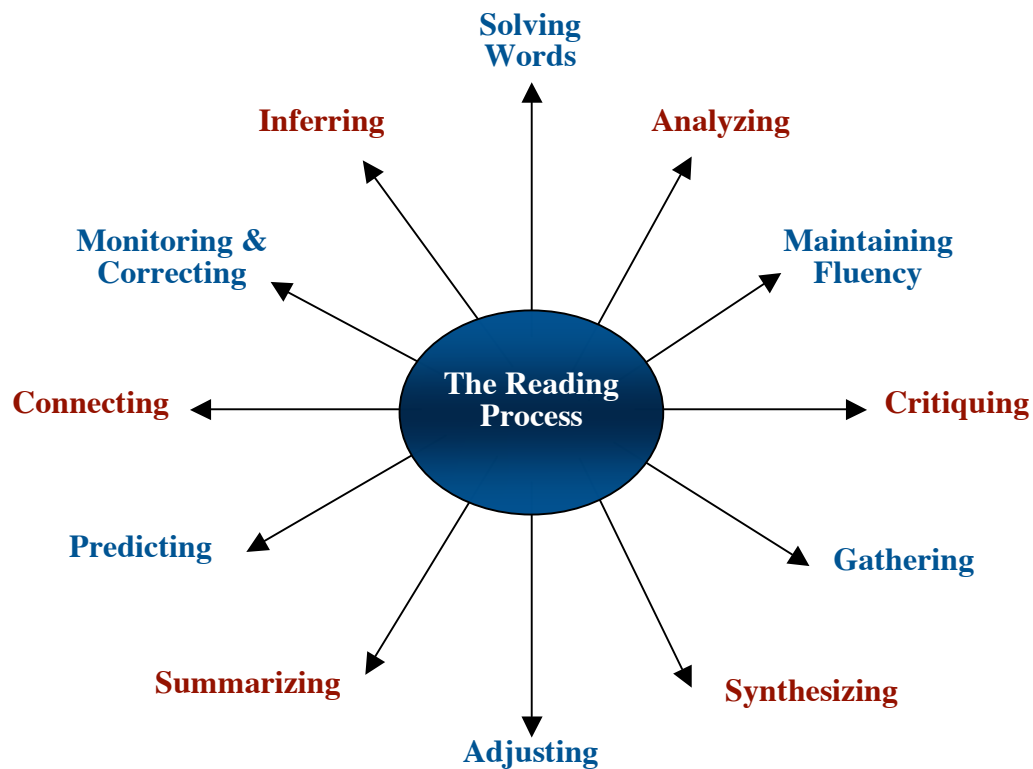 Solving
Words
Inferring
Analyzing
Monitoring &
Correcting
Maintaining
Fluency
The Reading
Process
Connecting
Critiquing
Predicting
Gathering
Summarizing
Synthesizing
Adjusting